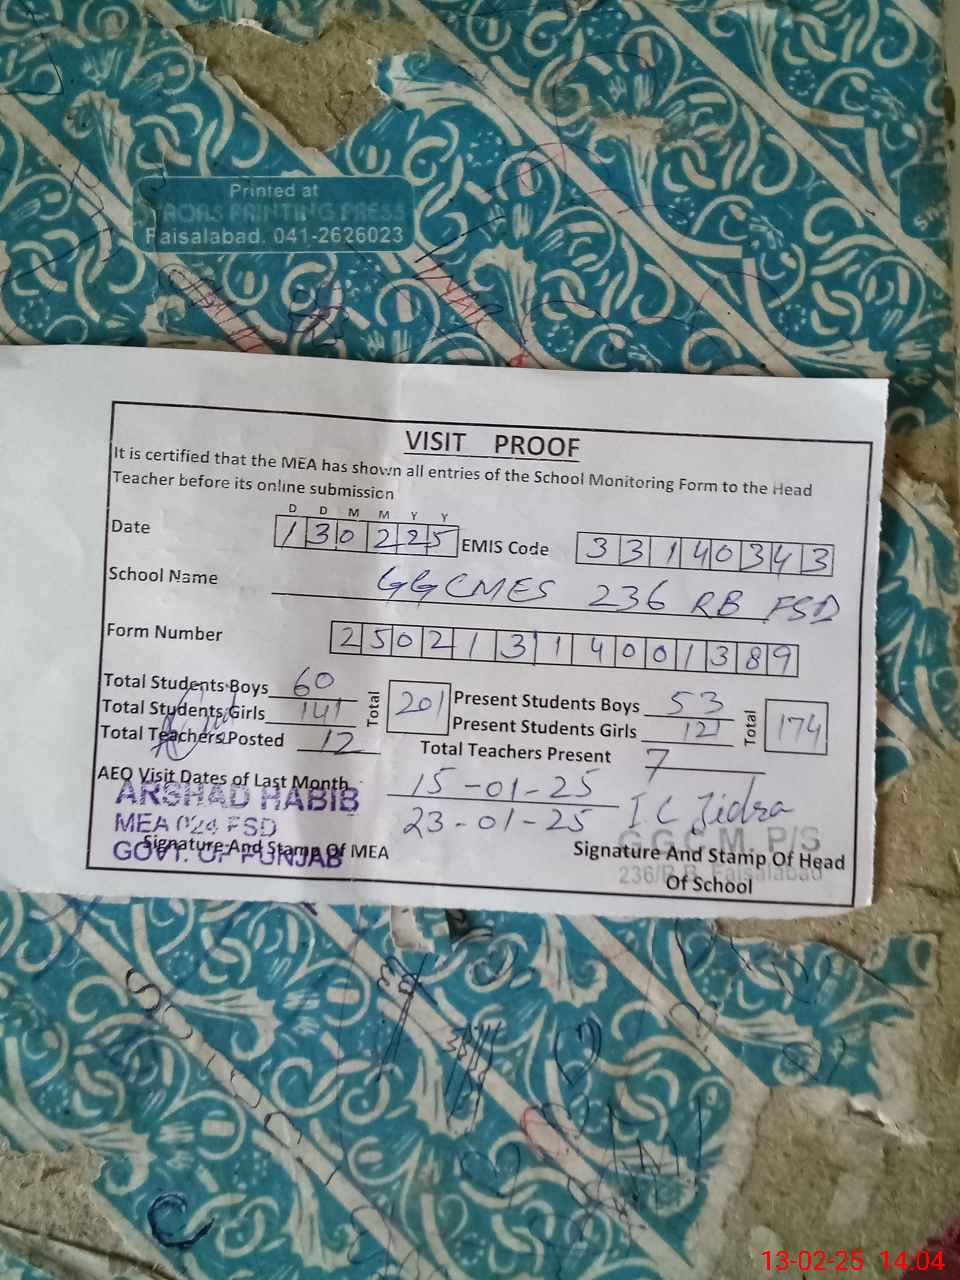 Printed at
PRINTING PRESS
Faisalabad. 041-2626023
VISIT PROOF
It is certified that the MEA has shown all entries of the School Monitoring Form to the Head
Teacher before its online submission
D D M M Y Y
Date 130225 EMIS Code 33140343
School Name GGCMES 236 RB FSD
Form Number 25021314001389
Total Students Boys 60 Total 201 Present Students Boys 53 Total 174
Total Students Girls 141 Present Students Girls 121
Total Teachers Posted 12 Total Teachers Present 7
AEO Visit Dates of Last Month 15-01-25
23-01-25
ARSHAD HABIB
MEA 024 FSD
GOVT. OF PUNJAB
Signature And Stamp Of MEA
I.C
G.G.C.M. P/S
236/R.B. Faisalabad
Signature And Stamp Of Head
Of School
13-02-25 14:04